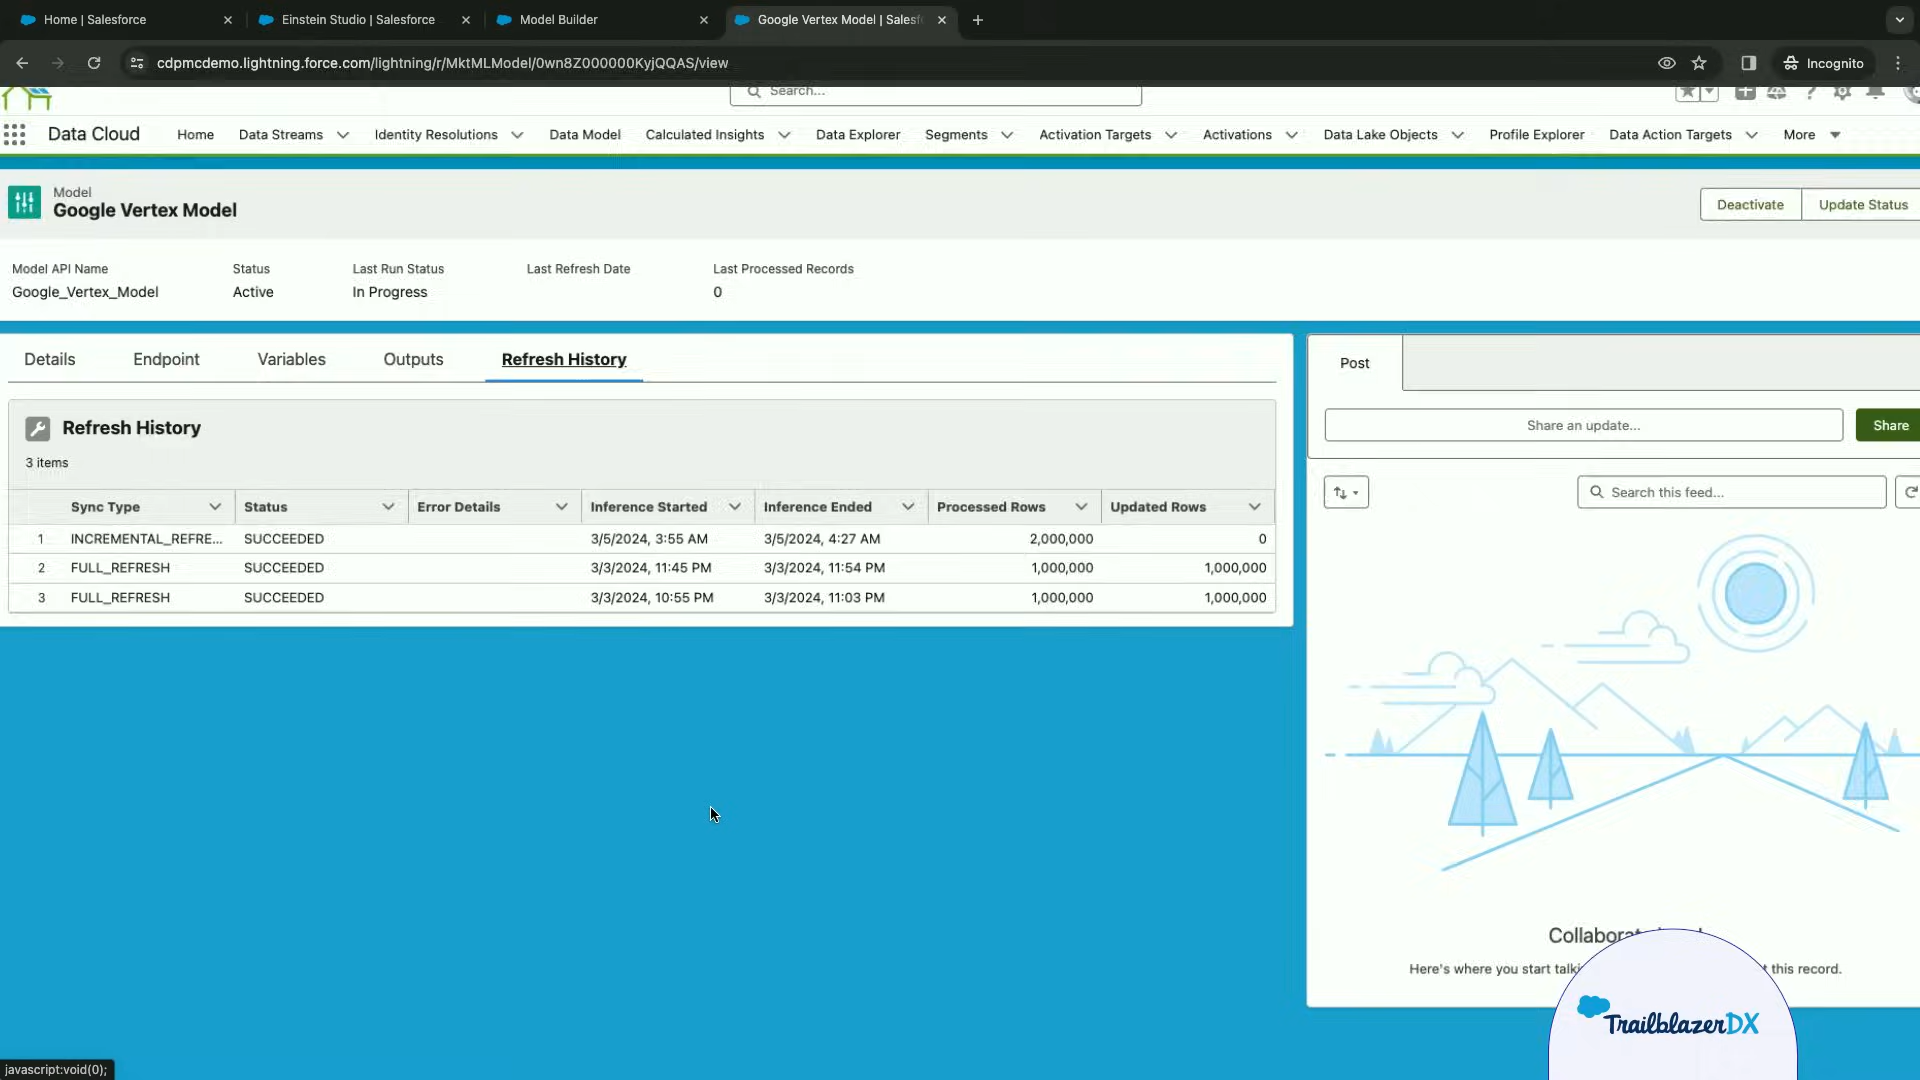 Home | Salesforce
Einstein Studio | Salesforce
Model Builder
Google Vertex Model | Salesf
cdpmcdemo.lightning.force.com/lightning/r/MktMLModel/0wn8Z000000KyjQQAS/view
Incognito
Search...
Data Cloud
Home
Data Streams
Identity Resolutions
Data Model
Calculated Insights
Data Explorer
Segments
Activation Targets
Activations
Data Lake Objects
Profile Explorer
Data Action Targets
More
Model
Google Vertex Model
Deactivate
Update Status
Model API Name
Status
Last Run Status
Last Refresh Date
Last Processed Records
Google_Vertex_Model
Active
In Progress
0
Details
Endpoint
Variables
Outputs
Refresh History
Post
Refresh History
3 items
Share an update...
Share
Search this feed...
Sync Type Status Error Details Inference Started Inference Ended Processed Rows Updated Rows
1 INCREMENTAL_REFRE... SUCCEEDED 3/5/2024, 3:55 AM 3/5/2024, 4:27 AM 2,000,000 0
2 FULL_REFRESH SUCCEEDED 3/3/2024, 11:45 PM 3/3/2024, 11:54 PM 1,000,000 1,000,000
3 FULL_REFRESH SUCCEEDED 3/3/2024, 10:55 PM 3/3/2024, 11:03 PM 1,000,000 1,000,000
Here's where you start this record.
TrailblazerDX
javascript:void(0);